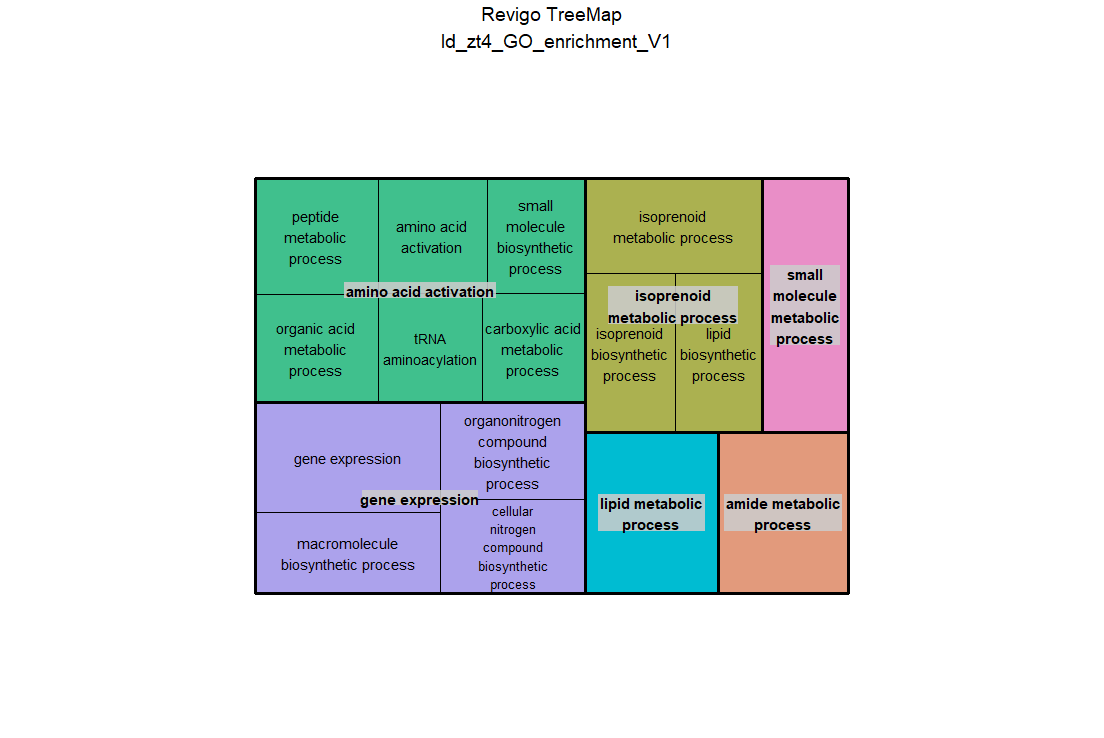 Revigo TreeMap
ld_zt4_GO_enrichment_V1
peptide
metabolic
process
amino acid
activation
small
molecule
biosynthetic
process
amino acid activation
organic acid
metabolic
process
tRNA
aminoacylation
carboxylic acid
metabolic
process
isoprenoid
metabolic process
isoprenoid
metabolic process
isoprenoid
biosynthetic
process
lipid
biosynthetic
process
small
molecule
metabolic
process
gene expression
organonitrogen
compound
biosynthetic
process
gene expression
macromolecule
biosynthetic process
cellular
nitrogen
compound
biosynthetic
process
lipid metabolic
process
amide metabolic
process